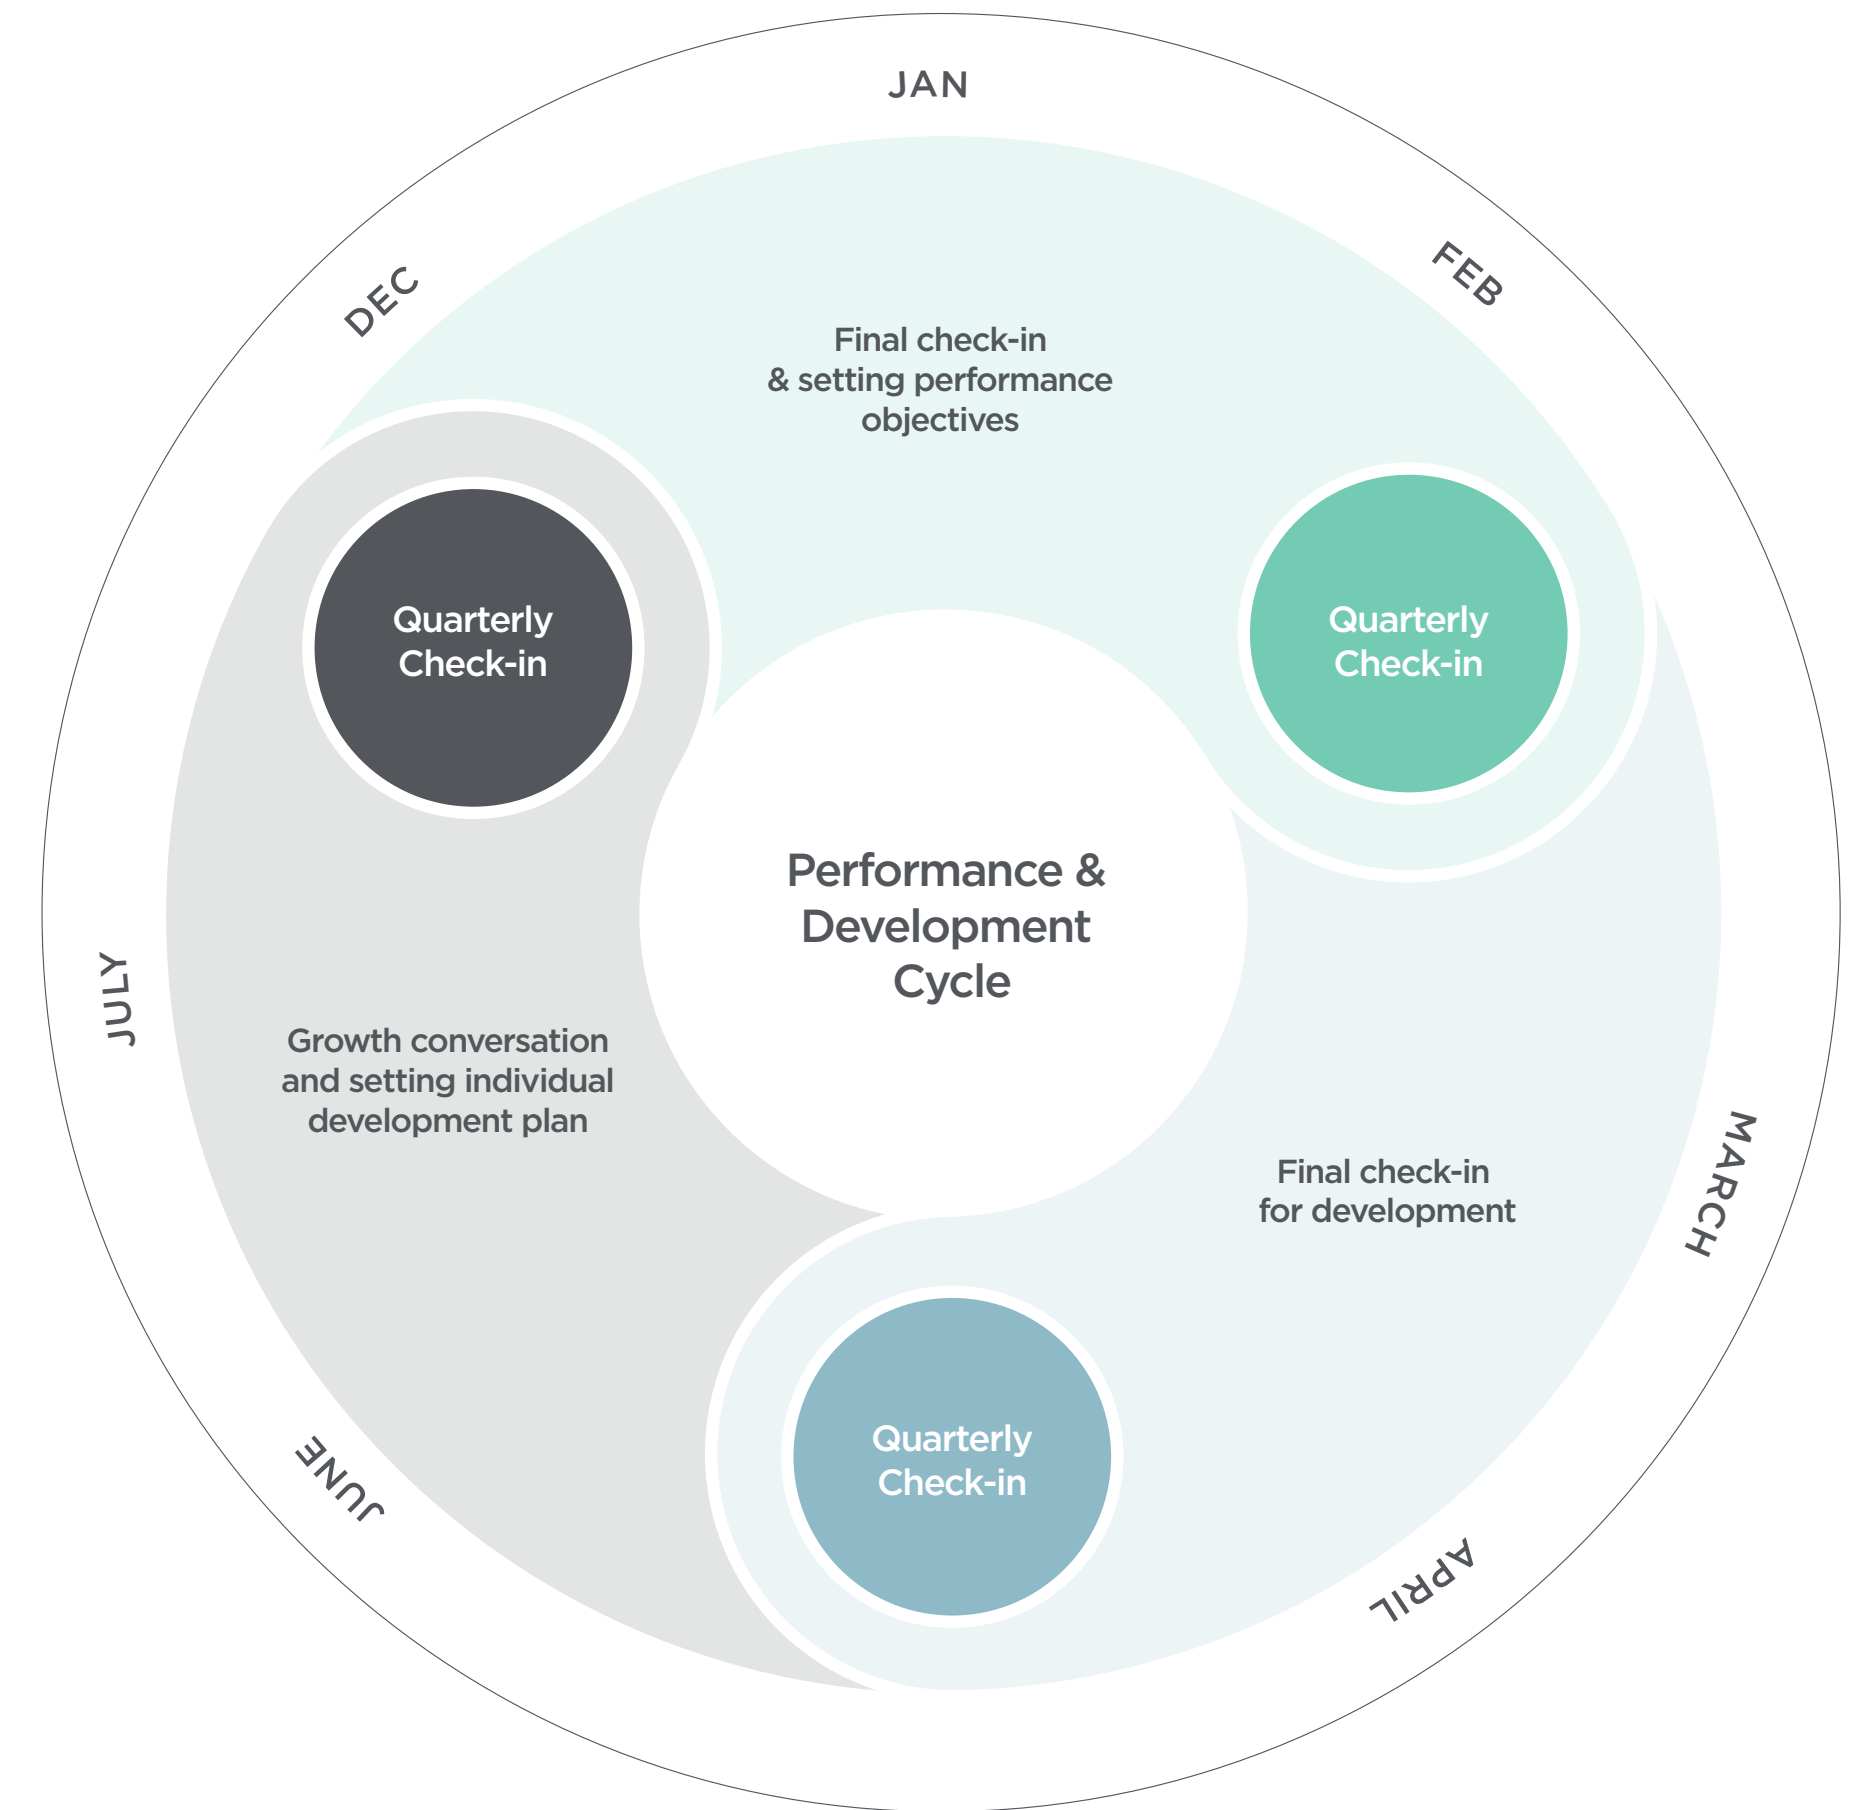 JAN
FEB
MARCH
APRIL
JUNE
JULY
DEC
Final check-in
& setting performance
objectives
Quarterly
Check-in
Quarterly
Check-in
Performance &
Development
Cycle
Growth conversation
and setting individual
development plan
Final check-in
for development
Quarterly
Check-in